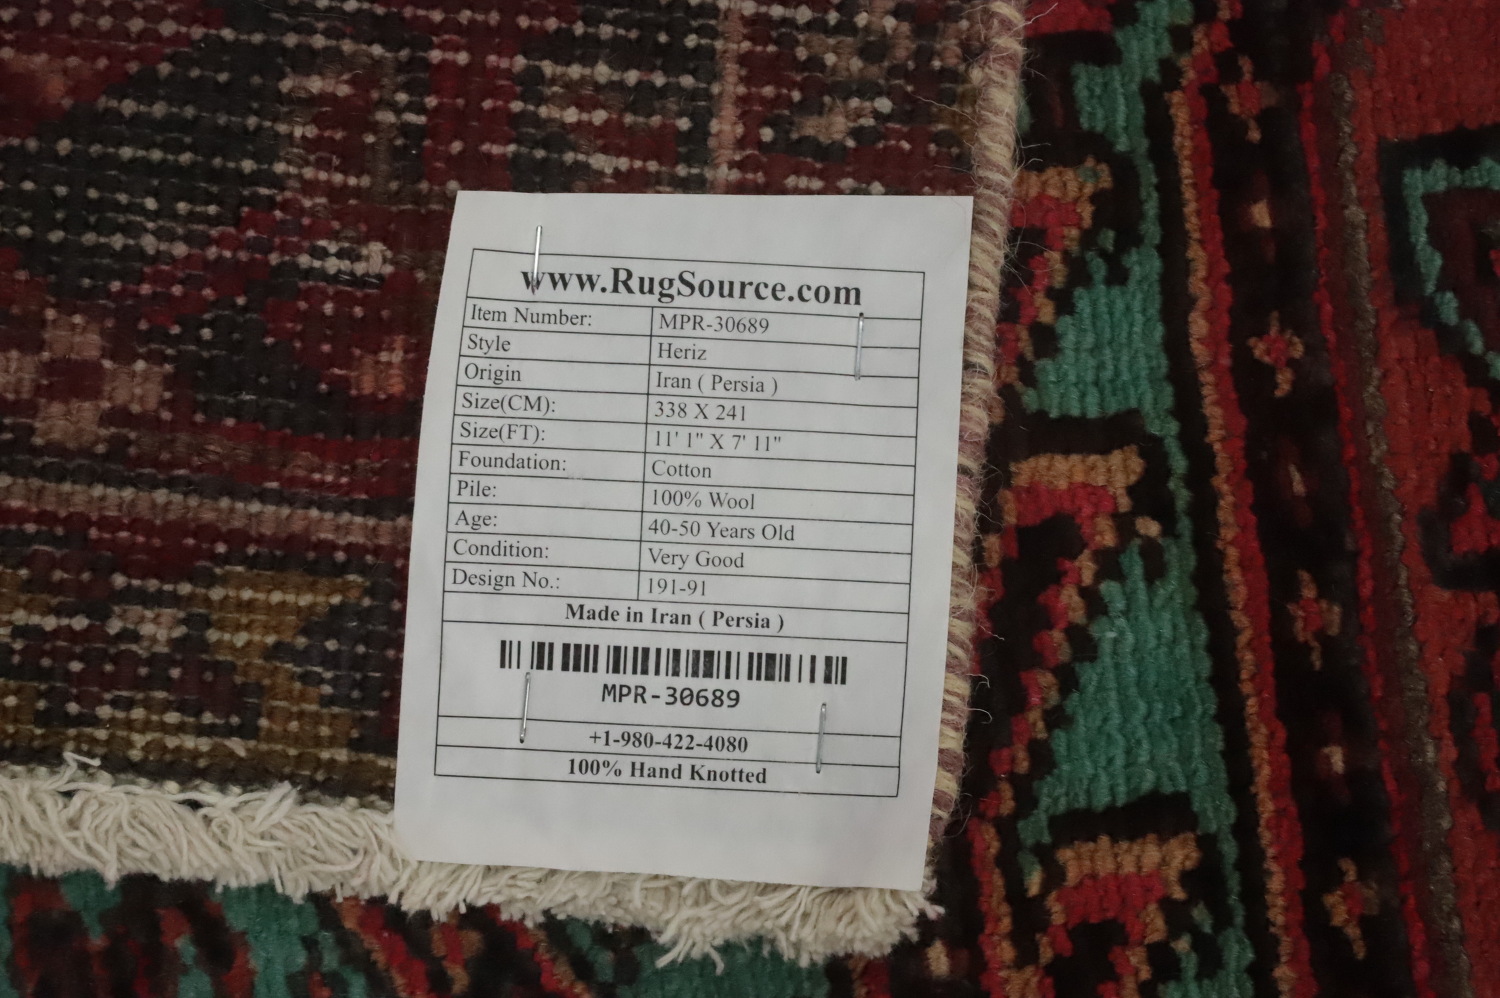 www.RugSource.com
Item Number: MPR-30689
Style Heriz
Origin Iran ( Persia )
Size(CM): 338 X 241
Size(FT): 11' 1" X 7' 11"
Foundation: Cotton
Pile: 100% Wool
Age: 40-50 Years Old
Condition: Very Good
Design No.: 191-91
Made in Iran ( Persia )
MPR-30689
+1-980-422-4080
100% Hand Knotted